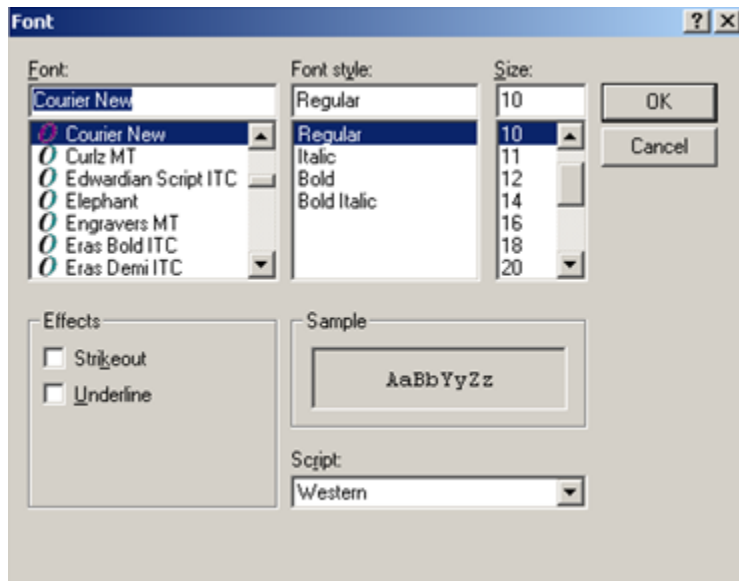 Font
Font:
Courier New
Courier New
Curlz MT
Edwardian Script ITC
Elephant
Engravers MT
Eras Bold ITC
Eras Demi ITC
Font style:
Regular
Regular
Italic
Bold
Bold Italic
Size:
10
10
11
12
14
16
18
20
OK
Cancel
Effects
Strikeout
Underline
Sample
AaBbYyZz
Script:
Western